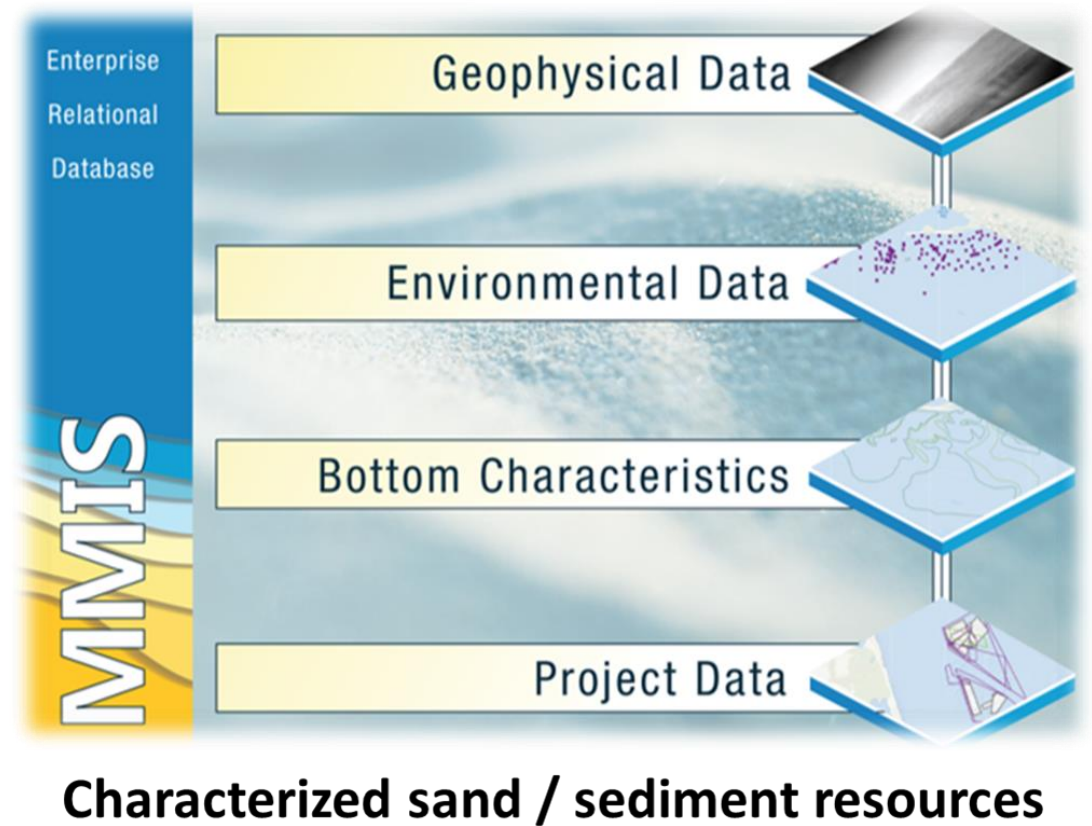 Enterprise
Relational
Database
MMIS
Geophysical Data
Environmental Data
Bottom Characteristics
Project Data
Characterized sand / sediment resources